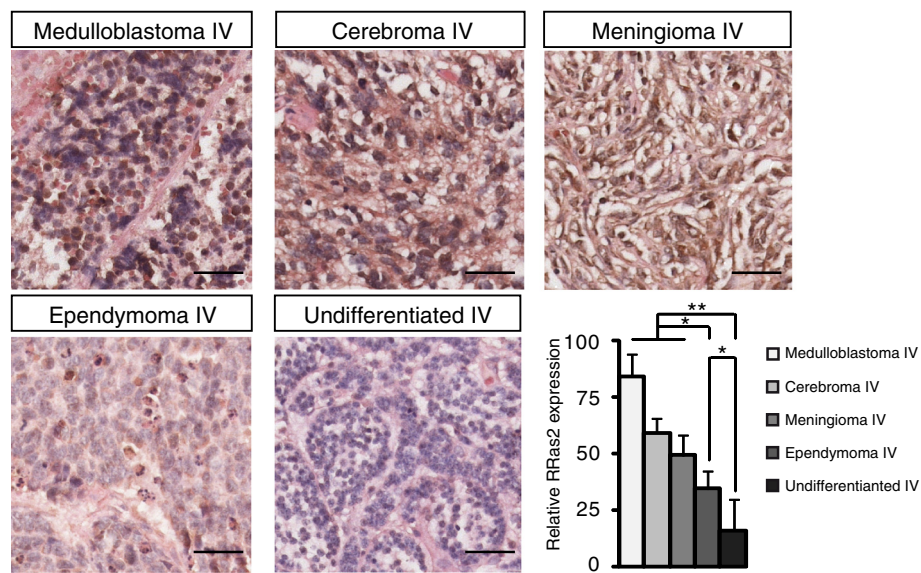 Medulloblastoma IV
Cerebroma IV
Meningioma IV
Ependymoma IV
Undifferentiated IV
**
*
*
Relative RRas2 expression
100
75
50
25
0
Medulloblastoma IV
Cerebroma IV
Meningioma IV
Ependymoma IV
Undifferentianted IV